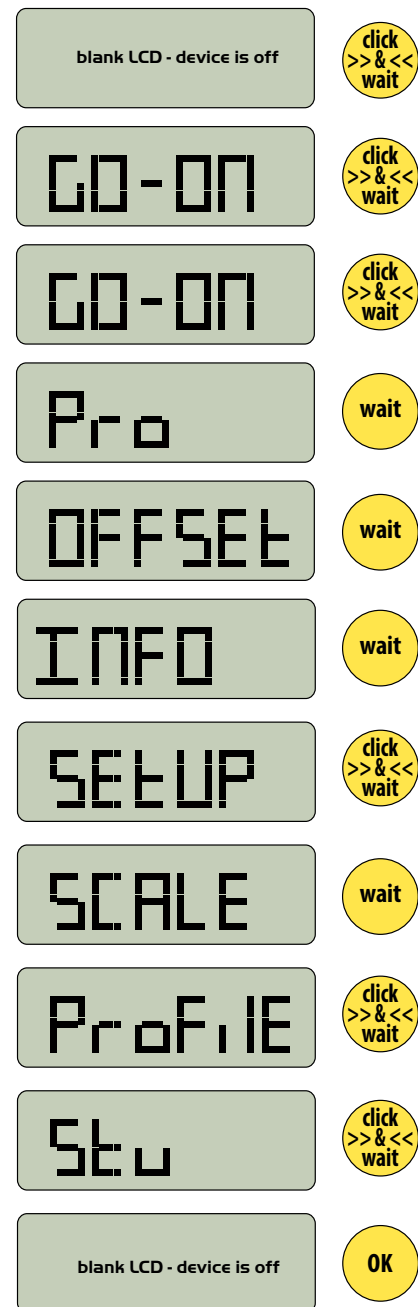 blank LCD - device is off
click
>> & <<
wait
GO-ON
click
>> & <<
wait
GO-ON
click
>> & <<
wait
Pro
wait
OFFSEt
wait
INFO
wait
SEtUP
click
>> & <<
wait
SCALE
wait
ProFilE
click
>> & <<
wait
Stu
click
>> & <<
wait
blank LCD - device is off
OK